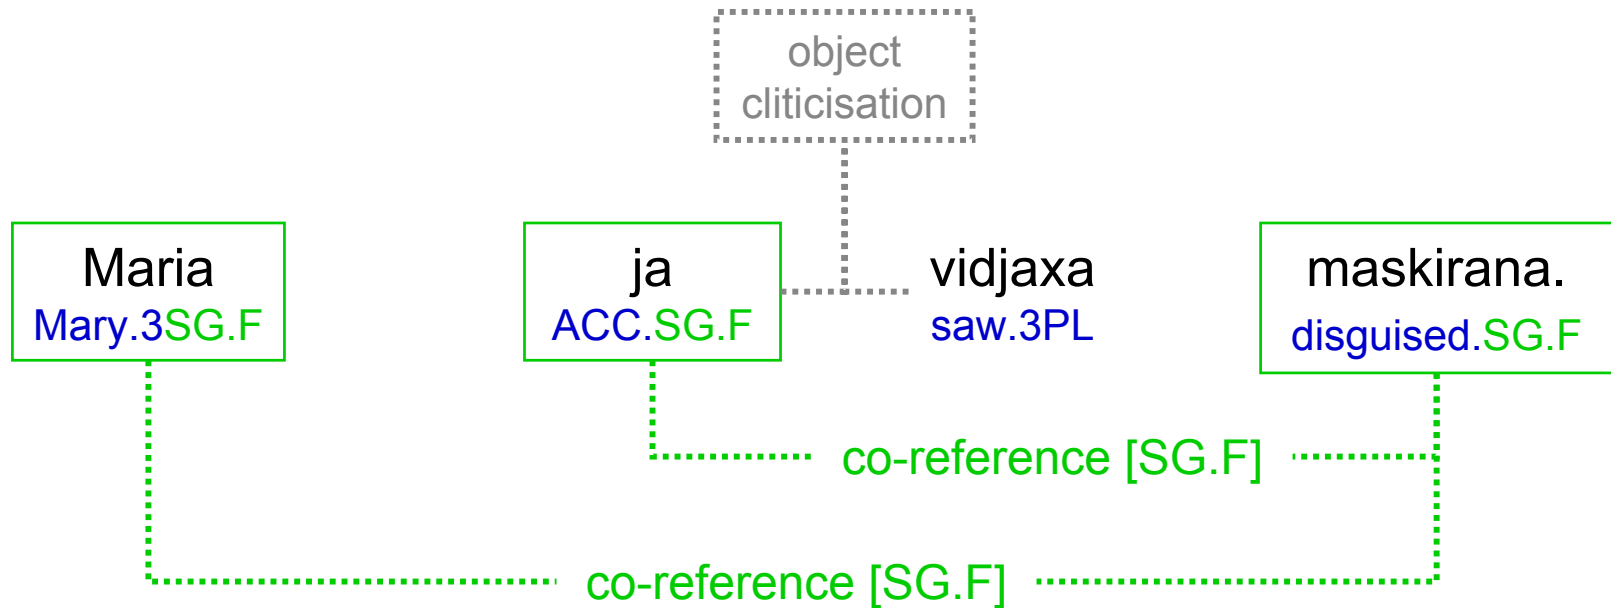 object
cliticisation
Maria ja vidjaxa maskirana.
Mary.3SG.F ACC.SG.F saw.3PL disguised.SG.F
co-reference [SG.F]
co-reference [SG.F]